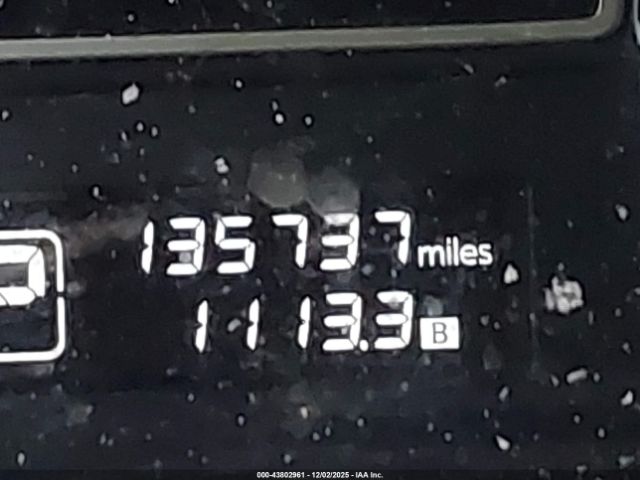 P
135737 miles
1113.3 B
000-43802961 - 12/02/2025 - IAA Inc.